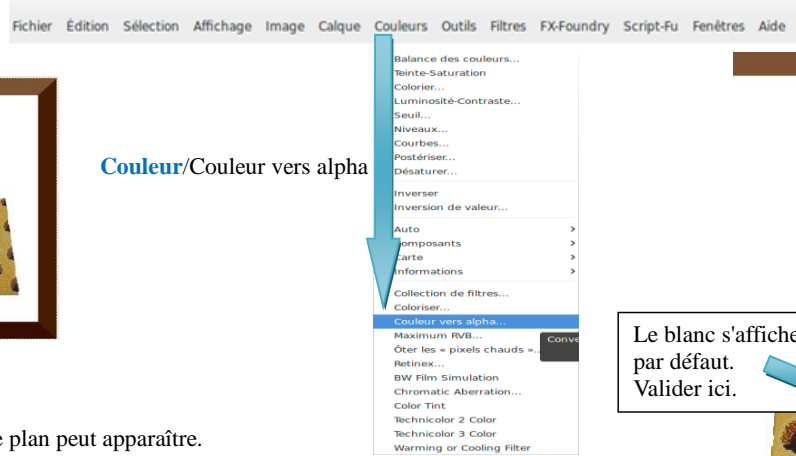 Fichier Édition Sélection Affichage Image Calque Couleurs Outils Filtres FX-Foundry Script-Fu Fenêtres Aide
Balance des couleurs...
Teinte-Saturation
Colorier...
Luminosité-Contraste...
Seuil...
Niveaux...
Courbes...
Postériser...
Désaturer...
Couleur/Couleur vers alpha
Inverser
Inversion de valeur...
Auto >
Composants >
Carte >
Informations >
Collection de filtres...
Coloriser...
Couleur vers alpha...
Maximum RVB...
Ôter les « pixels chauds »...
Conve
Retinex...
BW Film Simulation
Chromatic Aberration...
Color Tint
Technicolor 2 Color
Technicolor 3 Color
Warming or Cooling Filter
Le blanc s'affiche
par défaut.
Valider ici.
e plan peut apparaître.